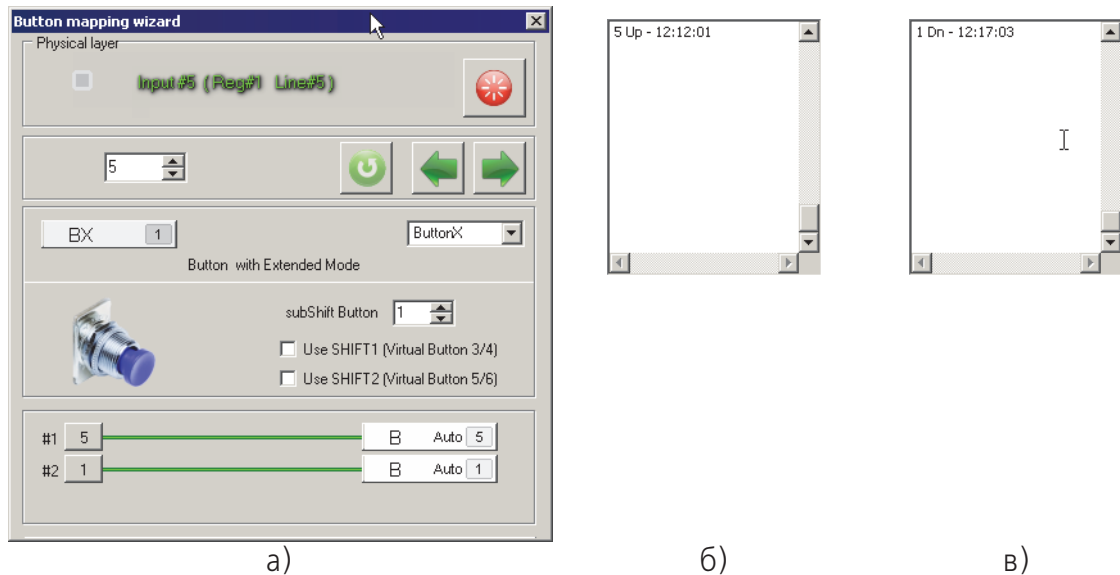 Button mapping wizard
Physical layer
Input #5 ( Reg#1 Line#5 )
5
BX 1
ButtonX
Button with Extended Mode
subShift Button 1
Use SHIFT1 (Virtual Button 3/4)
Use SHIFT2 (Virtual Button 5/6)
#1 5 B Auto 5
#2 1 B Auto 1
а)
5 Up - 12:12:01
б)
1 Dn - 12:17:03
в)